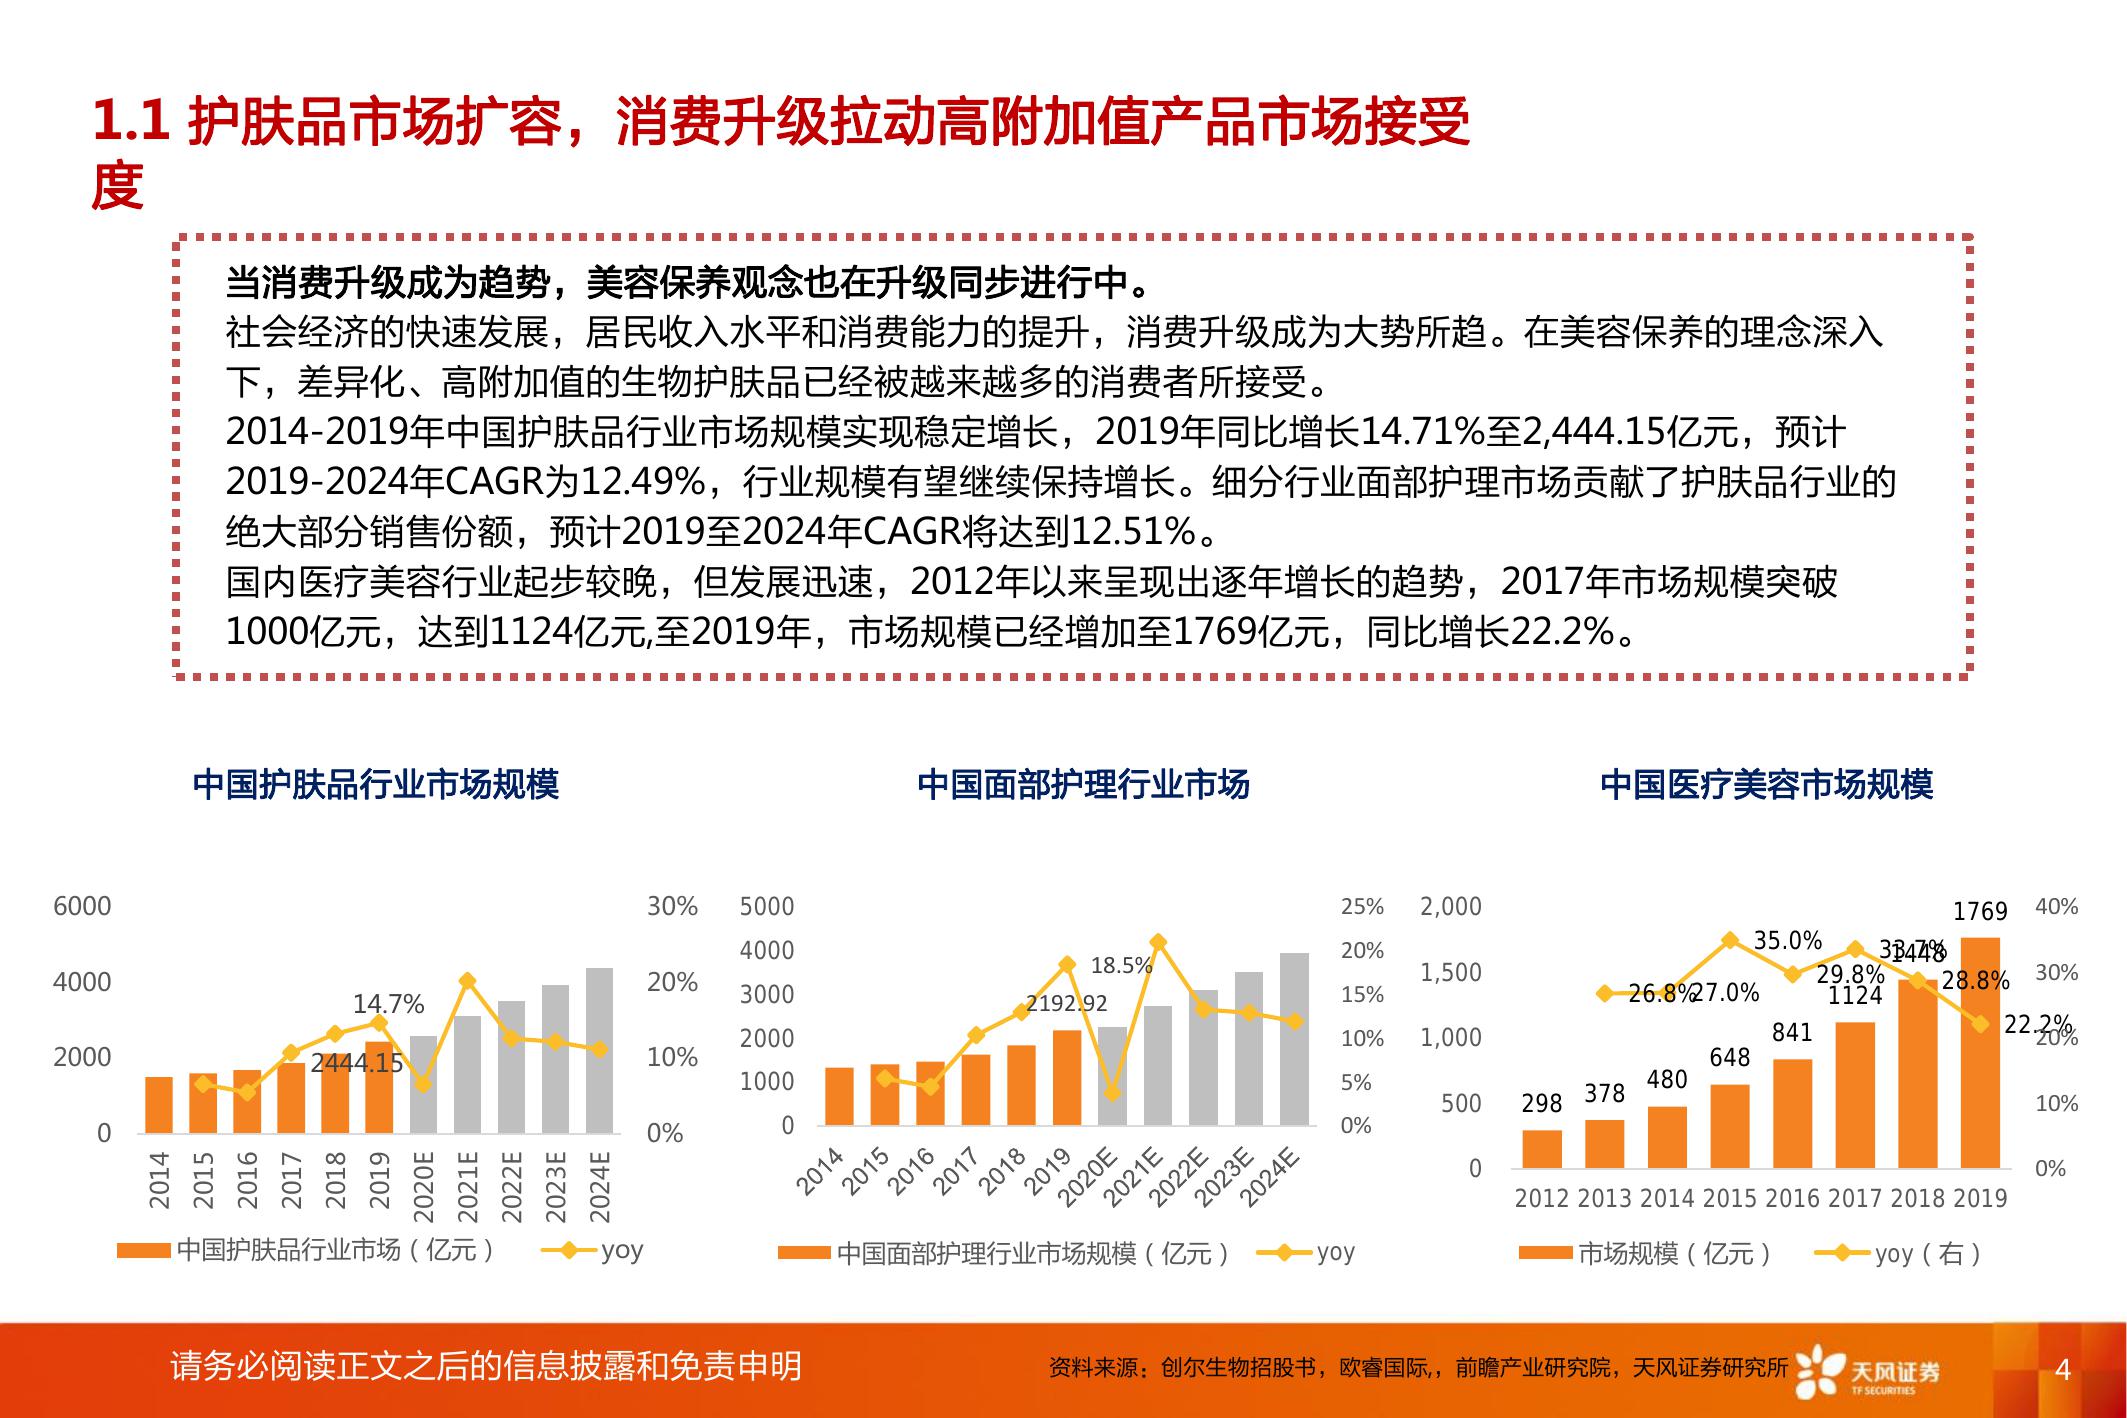 1.1 护肤品市场扩容，消费升级拉动高附加值产品市场接受
度
当消费升级成为趋势，美容保养观念也在升级同步进行中。
社会经济的快速发展，居民收入水平和消费能力的提升，消费升级成为大势所趋。在美容保养的理念深入
下，差异化、高附加值的生物护肤品已经被越来越多的消费者所接受。
2014-2019年中国护肤品行业市场规模实现稳定增长，2019年同比增长14.71%至2,444.15亿元，预计
2019-2024年CAGR为12.49%，行业规模有望继续保持增长。细分行业面部护理市场贡献了护肤品行业的
绝大部分销售份额，预计2019至2024年CAGR将达到12.51%。
国内医疗美容行业起步较晚，但发展迅速，2012年以来呈现出逐年增长的趋势，2017年市场规模突破
1000亿元，达到1124亿元,至2019年，市场规模已经增加至1769亿元，同比增长22.2%。
中国护肤品行业市场规模
6000
4000
2000
0
30%
20%
10%
0%
14.7%
2444.15
2014 2015 2016 2017 2018 2019 2020E 2021E 2022E 2023E 2024E
中国护肤品行业市场（亿元） yoy
中国面部护理行业市场
5000
4000
3000
2000
1000
0
25%
20%
15%
10%
5%
0%
18.5%
2192.92
2014 2015 2016 2017 2018 2019 2020E 2021E 2022E 2023E 2024E
中国面部护理行业市场规模（亿元） yoy
中国医疗美容市场规模
2,000
1,500
1,000
500
0
40%
30%
20%
10%
0%
298 378 480 648 841 1124 1448 1769
26.8% 27.0% 35.0% 29.8% 33.7% 28.8% 22.2%
2012 2013 2014 2015 2016 2017 2018 2019
市场规模（亿元） yoy（右）
请务必阅读正文之后的信息披露和免责申明
资料来源：创尔生物招股书，欧睿国际,，前瞻产业研究院，天风证券研究所
天风证券
TF SECURITIES
4